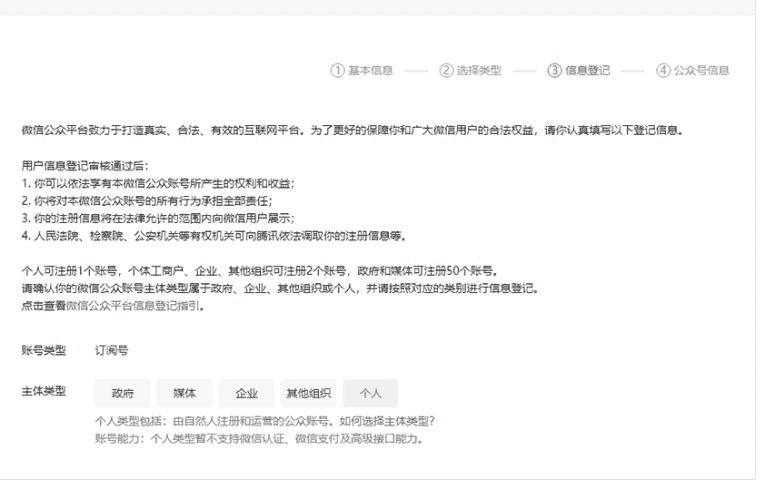 ① 基本信息 ② 选择类型 ③ 信息登记 ④ 公众号信息
微信公众平台致力于打造真实、合法、有效的互联网平台。为了更好的保障你和广大微信用户的合法权益，请你认真填写以下登记信息。
用户信息登记审核通过后：
1. 你可以依法享有本微信公众账号所产生的权利和收益；
2. 你将对本微信公众账号的所有行为承担全部责任；
3. 你的注册信息将在法律允许的范围内向微信用户展示；
4. 人民法院、检察院、公安机关等有权机关可向腾讯依法调取你的注册信息等。
个人可注册1个账号，个体工商户、企业、其他组织可注册2个账号，政府和媒体可注册50个账号。
请确认你的微信公众账号主体类型属于政府、企业、其他组织或个人，并请按照对应的类别进行信息登记。
点击查看微信公众平台信息登记指引。
账号类型 订阅号
主体类型 政府 媒体 企业 其他组织 个人
个人类型包括：由自然人注册和运营的公众账号。如何选择主体类型？
账号能力：个人类型暂不支持微信认证、微信支付及高级接口能力。